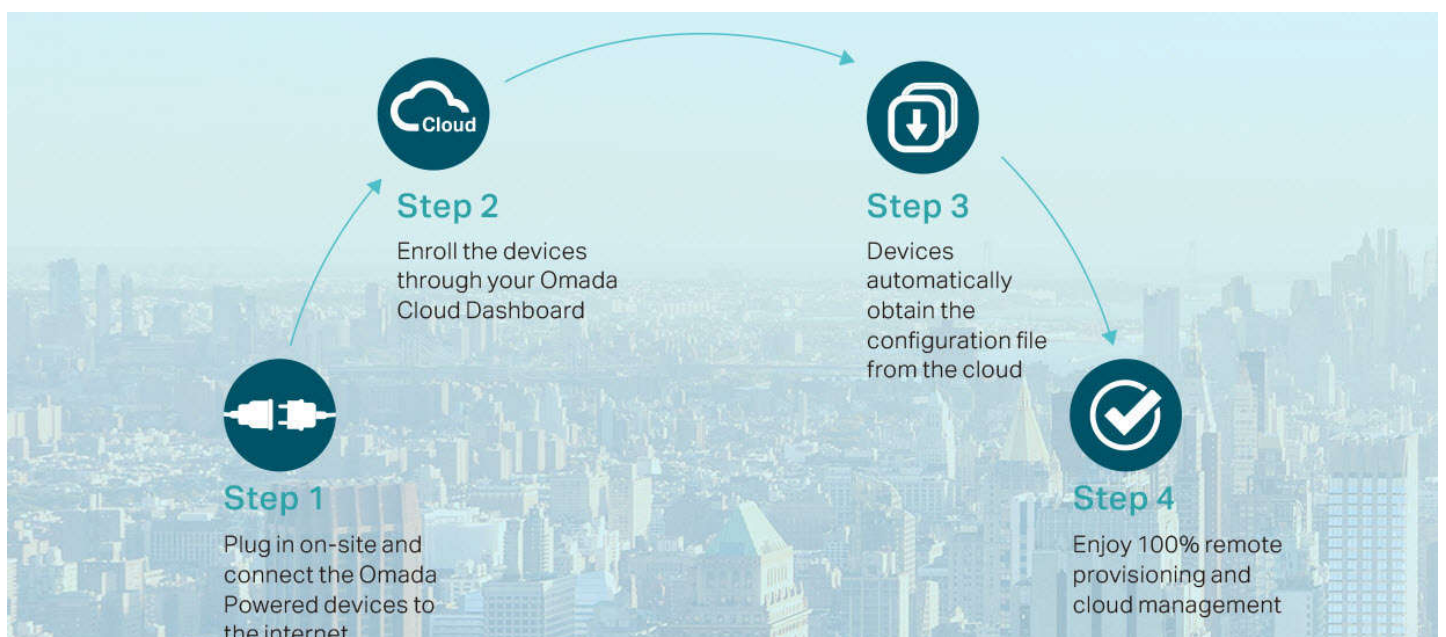 Cloud
Step 2
Enroll the devices
through your Omada
Cloud Dashboard
Step 3
Devices
automatically
obtain the
configuration file
from the cloud
Step 1
Plug in on-site and
connect the Omada
Powered devices to
the internet
Step 4
Enjoy 100% remote
provisioning and
cloud management